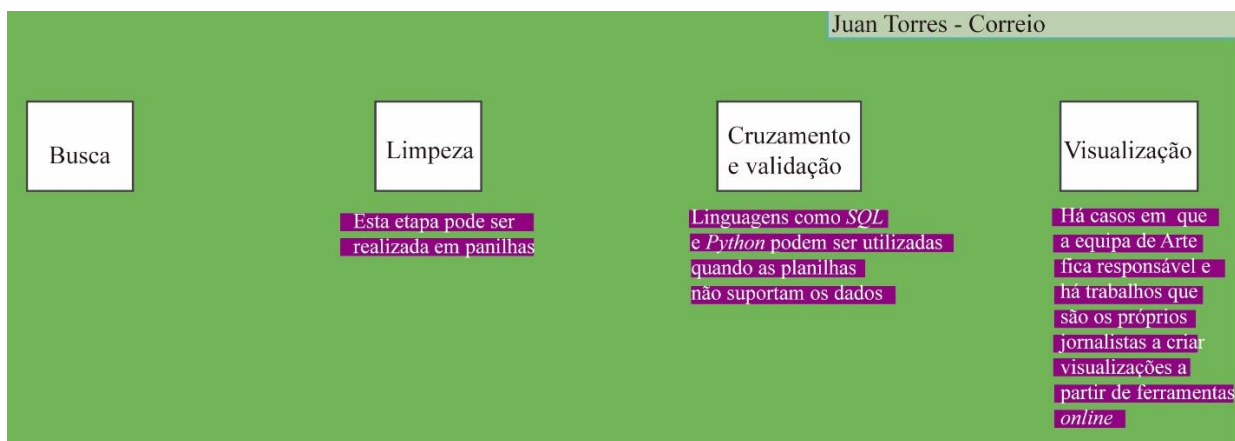 Juan Torres - Correio
Busca
Limpeza
Esta etapa pode ser
realizada em panilhas
Cruzamento
e validação
Linguagens como SQL
e Python podem ser utilizadas
quando as planilhas
não suportam os dados
Visualização
Há casos em que
a equipa de Arte
fica responsável e
há trabalhos que
são os próprios
jornalistas a criar
visualizações a
partir de ferramentas
online